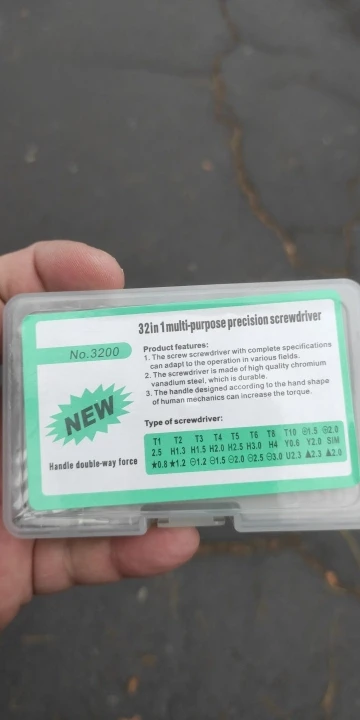 32 in 1 multi-purpose precision screwdriver
No.3200
Product features:
1. The screw screwdriver with complete specifications
can adapt to the operation in various fields.
2. The screwdriver is made of high quality chromium
vanadium steel, which is durable.
3. The handle designed according to the hand shape
of human mechanics can increase the torque.
NEW
Handle double-way force
Type of screwdriver:
T1 T2 T3 T4 T5 T6 T8 T10 ⊕1.5 ⊕2.0
2.5 H1.3 H1.5 H2.0 H2.5 H3.0 H4 Y0.6 Y2.0 SIM
★0.8 ★1.2 ⊖1.2 ⊖1.5 ⊖2.0 ⊖2.5 ⊖3.0 U2.3 ▲2.3 ▲2.0